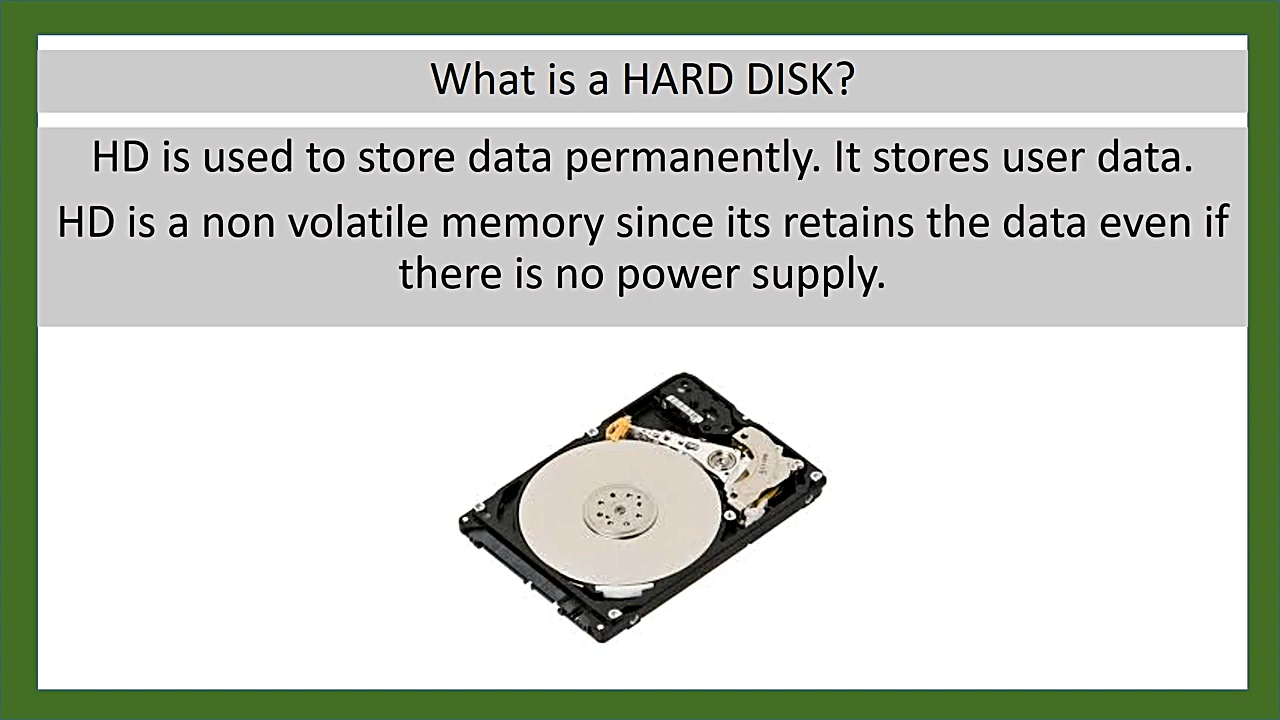 What is a HARD DISK?
HD is used to store data permanently. It stores user data.
HD is a non volatile memory since its retains the data even if
there is no power supply.